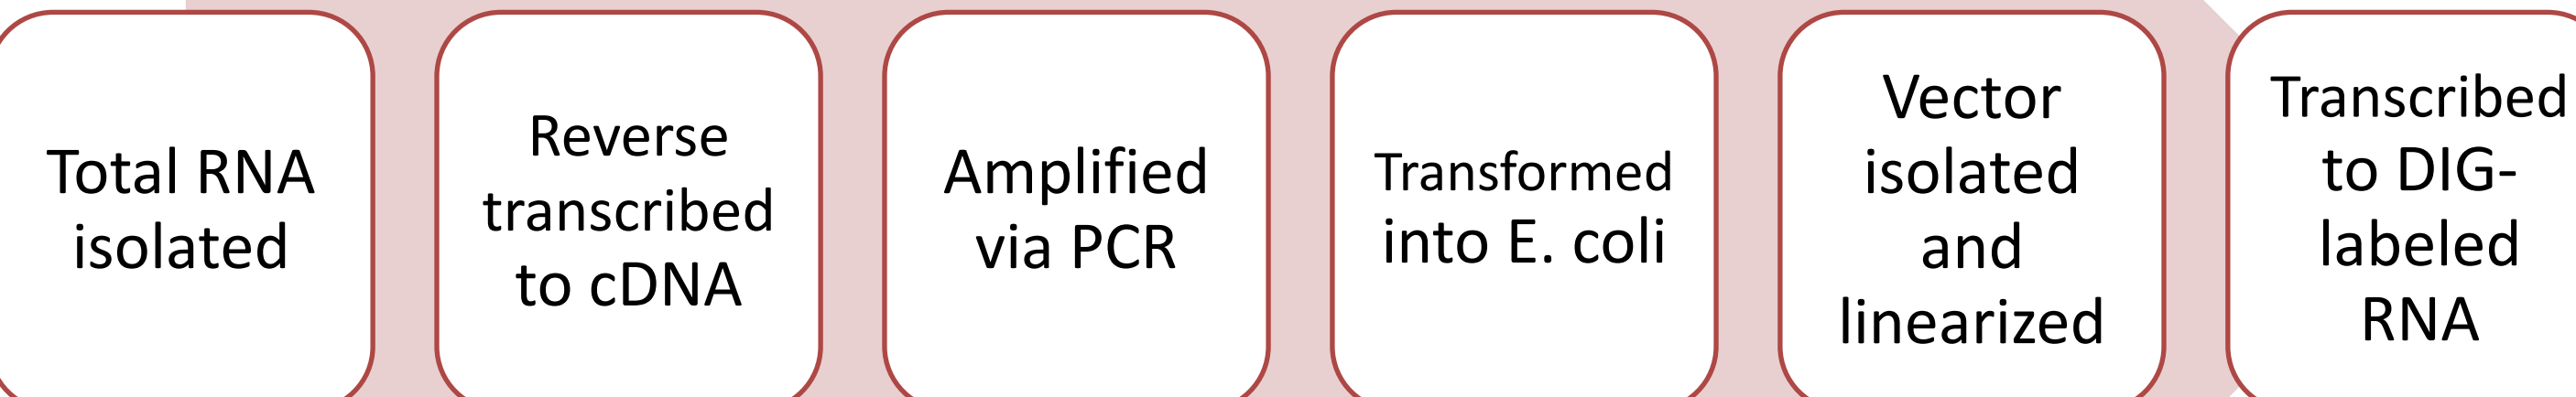 Total RNA
isolated
Reverse
transcribed
to cDNA
Amplified
via PCR
Transformed
into E. coli
Vector
isolated
and
linearized
Transcribed
to DIG-
labeled
RNA